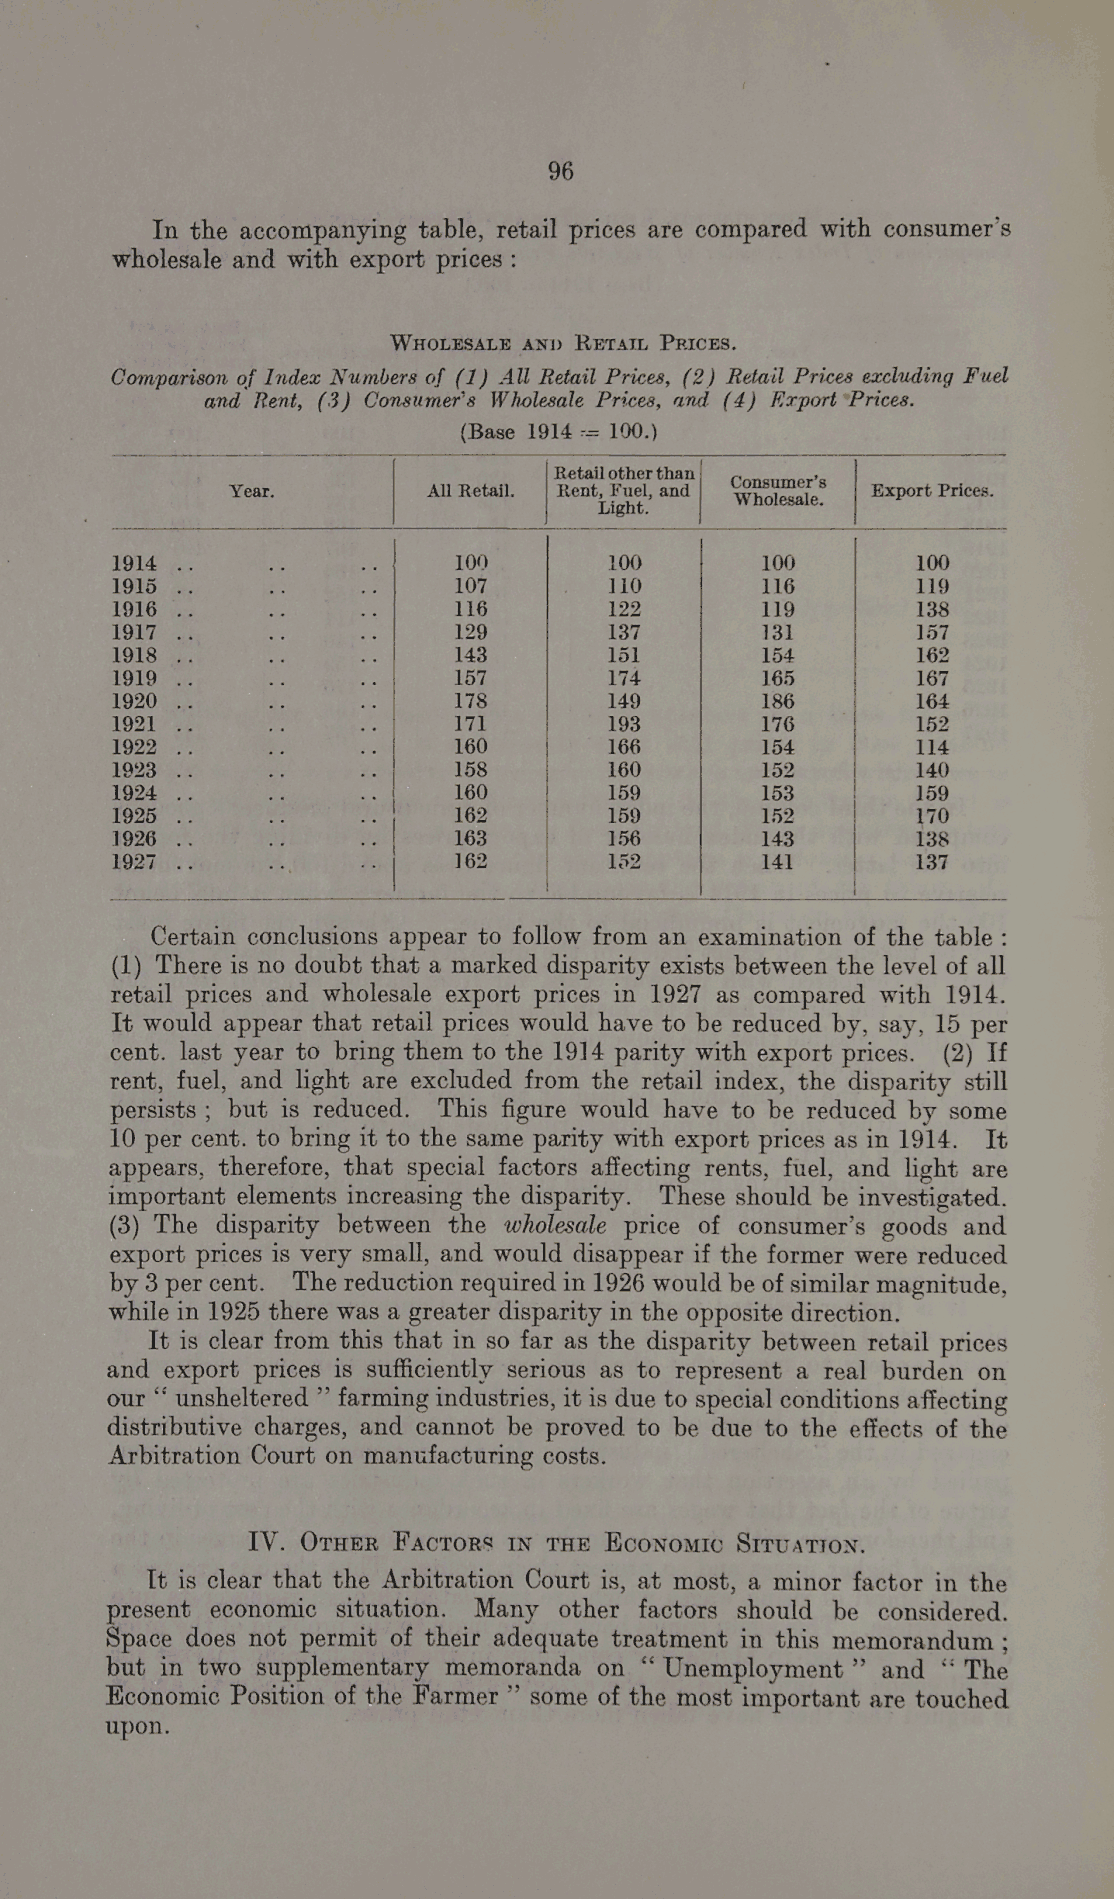 96
In the accompanying table, retail prices are compared with consumer's
wholesale and with export prices :
WHOLESALE AND RETAIL PRICES.
Comparison of Index Numbers of (1) All Retail Prices, (2) Retail Prices excluding Fuel
and Rent, (3) Consumer's Wholesale Prices, and (4) Export Prices.
(Base 1914 = 100.)
Year. All Retail. Retail other than Rent, Fuel, and Light. Consumer's Wholesale. Export Prices.
1914 .. .. .. 100 100 100 100
1915 .. .. .. 107 110 116 119
1916 .. .. .. 116 122 119 138
1917 .. .. .. 129 137 131 157
1918 .. .. .. 143 151 154 162
1919 .. .. .. 157 174 165 167
1920 .. .. .. 178 149 186 164
1921 .. .. .. 171 193 176 152
1922 .. .. .. 160 166 154 114
1923 .. .. .. 158 160 152 140
1924 .. .. .. 160 159 153 159
1925 .. .. .. 162 159 152 170
1926 .. .. .. 163 156 143 138
1927 .. .. .. 162 152 141 137
Certain conclusions appear to follow from an examination of the table :
(1) There is no doubt that a marked disparity exists between the level of all
retail prices and wholesale export prices in 1927 as compared with 1914.
It would appear that retail prices would have to be reduced by, say, 15 per
cent. last year to bring them to the 1914 parity with export prices. (2) If
rent, fuel, and light are excluded from the retail index, the disparity still
persists ; but is reduced. This figure would have to be reduced by some
10 per cent. to bring it to the same parity with export prices as in 1914. It
appears, therefore, that special factors affecting rents, fuel, and light are
important elements increasing the disparity. These should be investigated.
(3) The disparity between the wholesale price of consumer's goods and
export prices is very small, and would disappear if the former were reduced
by 3 per cent. The reduction required in 1926 would be of similar magnitude,
while in 1925 there was a greater disparity in the opposite direction.
It is clear from this that in so far as the disparity between retail prices
and export prices is sufficiently serious as to represent a real burden on
our “ unsheltered ” farming industries, it is due to special conditions affecting
distributive charges, and cannot be proved to be due to the effects of the
Arbitration Court on manufacturing costs.
IV. OTHER FACTORS IN THE ECONOMIC SITUATION.
It is clear that the Arbitration Court is, at most, a minor factor in the
present economic situation. Many other factors should be considered.
Space does not permit of their adequate treatment in this memorandum ;
but in two supplementary memoranda on “ Unemployment ” and “ The
Economic Position of the Farmer ” some of the most important are touched
upon.